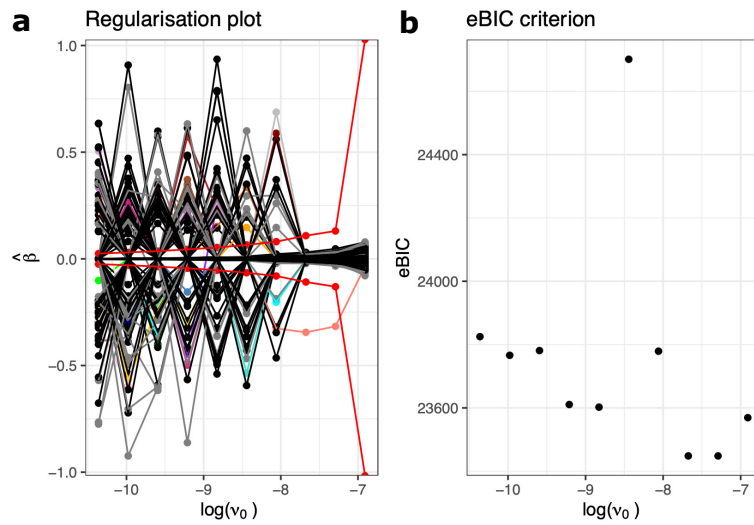 a
Regularisation plot
1.0
0.5
0.0
−0.5
−1.0
β̂
−10
−9
−8
−7
log(ν₀ )
b
eBIC criterion
24400
24000
23600
eBIC
−10
−9
−8
−7
log(ν₀ )